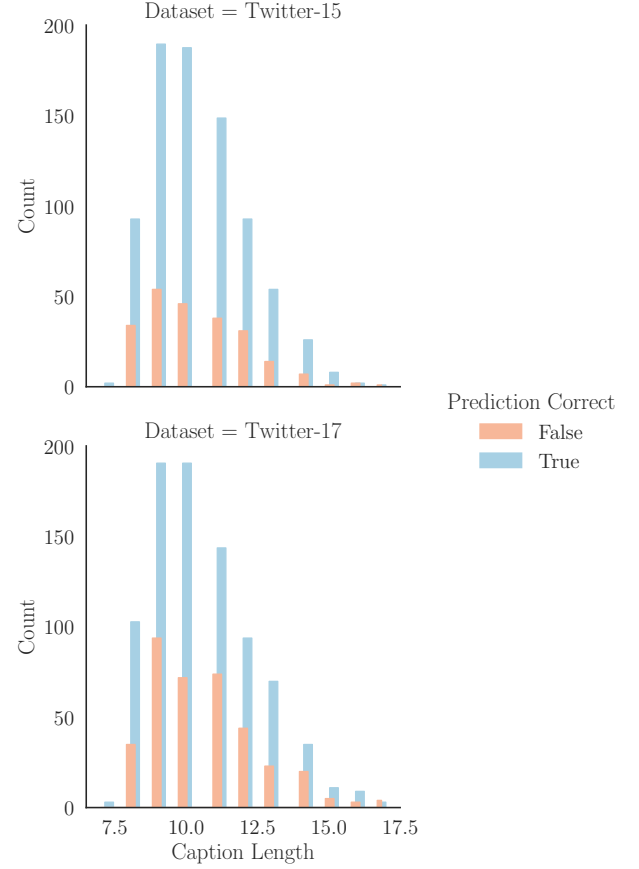 Dataset = Twitter-15
200
150
100
50
0
Count
Prediction Correct
False
True
Dataset = Twitter-17
200
150
100
50
0
Count
7.5 10.0 12.5 15.0 17.5
Caption Length